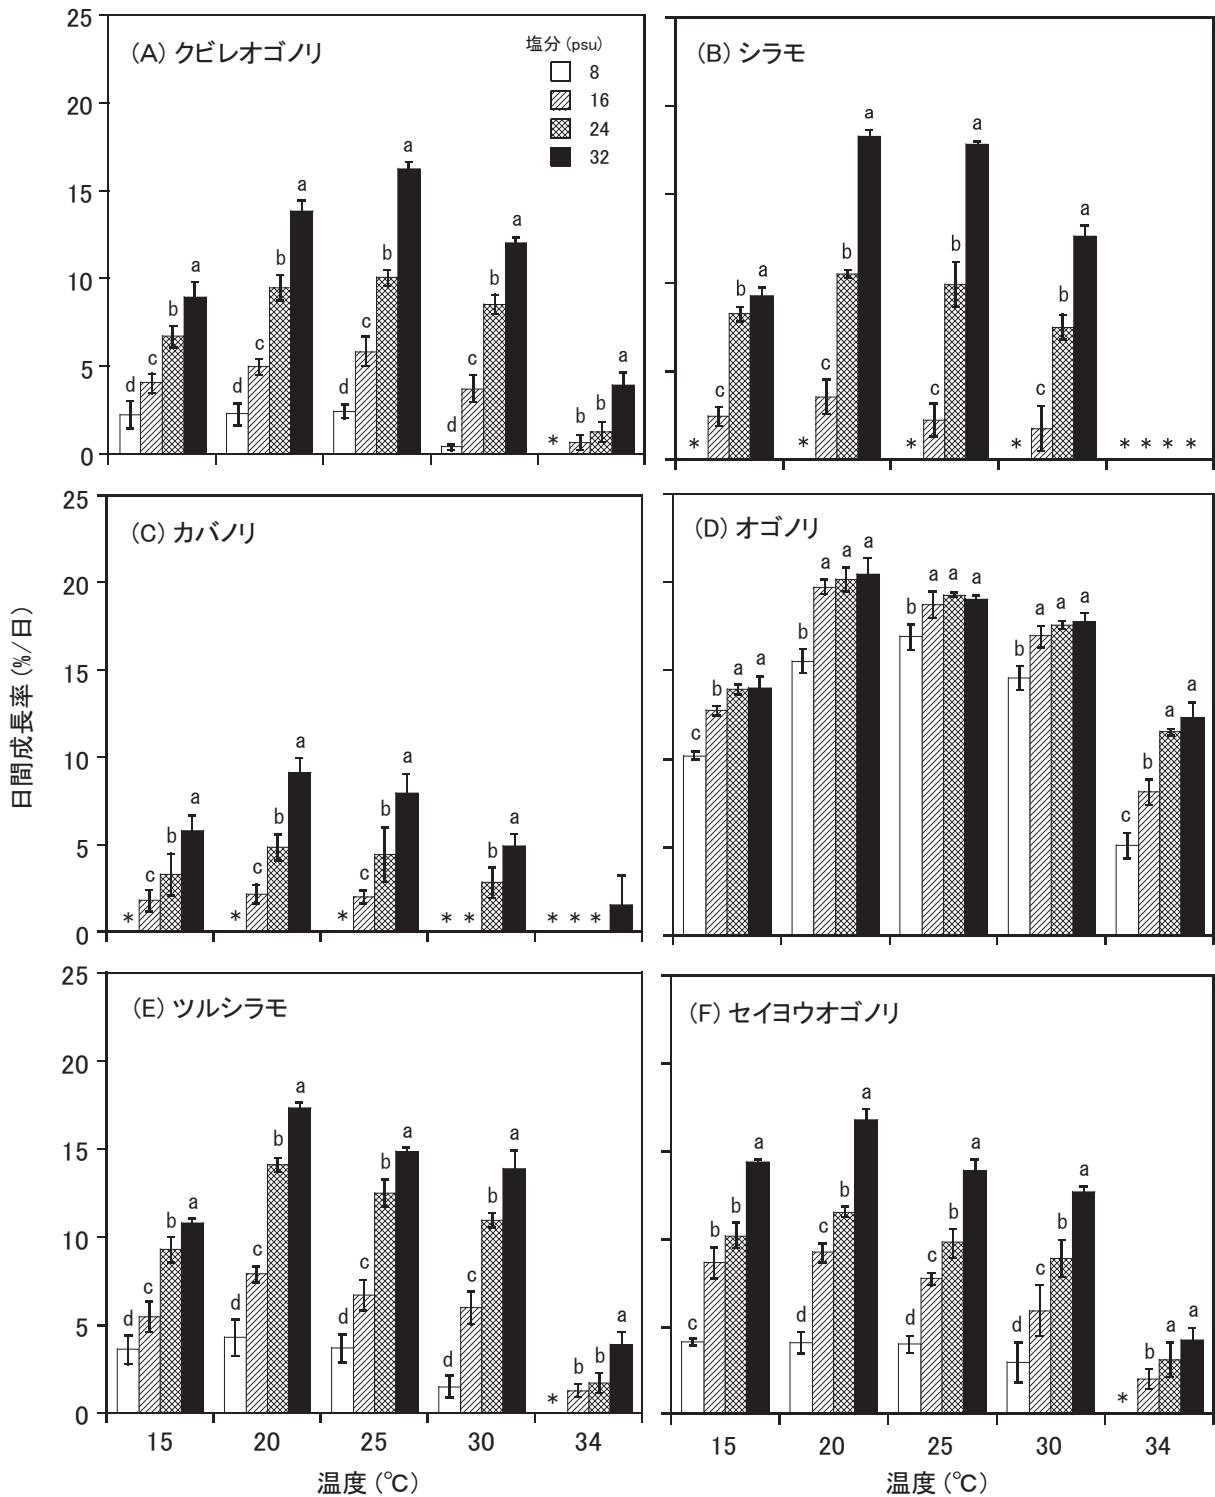 日間成長率 (%/日)
(A) クビレオゴノリ
塩分 (psu)
8
16
24
32
25
20
15
10
5
0
d c b a
d c b a
d c b a
d c b a
* b b a
(B) シラモ
* c b a
* c b a
* c b a
* c b a
* * * *
(C) カバノリ
25
20
15
10
5
0
* c b a
* c b a
* c b a
* * b a
* * *
(D) オゴノリ
c b a a
b a a a
b a a a
b a a a
c b a a
(E) ツルシラモ
25
20
15
10
5
0
d c b a
d c b a
d c b a
d c b a
* b b a
15 20 25 30 34
温度 (℃)
(F) セイヨウオゴノリ
c b b a
d c b a
c c b a
d c b a
* b a a
15 20 25 30 34
温度 (℃)